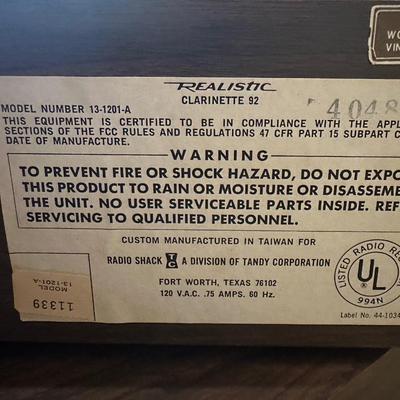 REALISTIC
CLARINETTE 92
MODEL NUMBER 13-1201-A
THIS EQUIPMENT IS CERTIFIED TO BE IN COMPLIANCE WITH THE APPL
SECTIONS OF THE FCC RULES AND REGULATIONS 47 CFR PART 15 SUBPART C
DATE OF MANUFACTURE.
WARNING
TO PREVENT FIRE OR SHOCK HAZARD, DO NOT EXPO
THIS PRODUCT TO RAIN OR MOISTURE OR DISASSEME
THE UNIT. NO USER SERVICEABLE PARTS INSIDE. REF
SERVICING TO QUALIFIED PERSONNEL.
CUSTOM MANUFACTURED IN TAIWAN FOR
RADIO SHACK TC A DIVISION OF TANDY CORPORATION
FORT WORTH, TEXAS 76102
120 V.A.C. .75 AMPS. 60 Hz.
LISTED RADIO RE
UL
994N
Label No. 44-1034
MODEL
13-1201-A
11339
WO
VIN